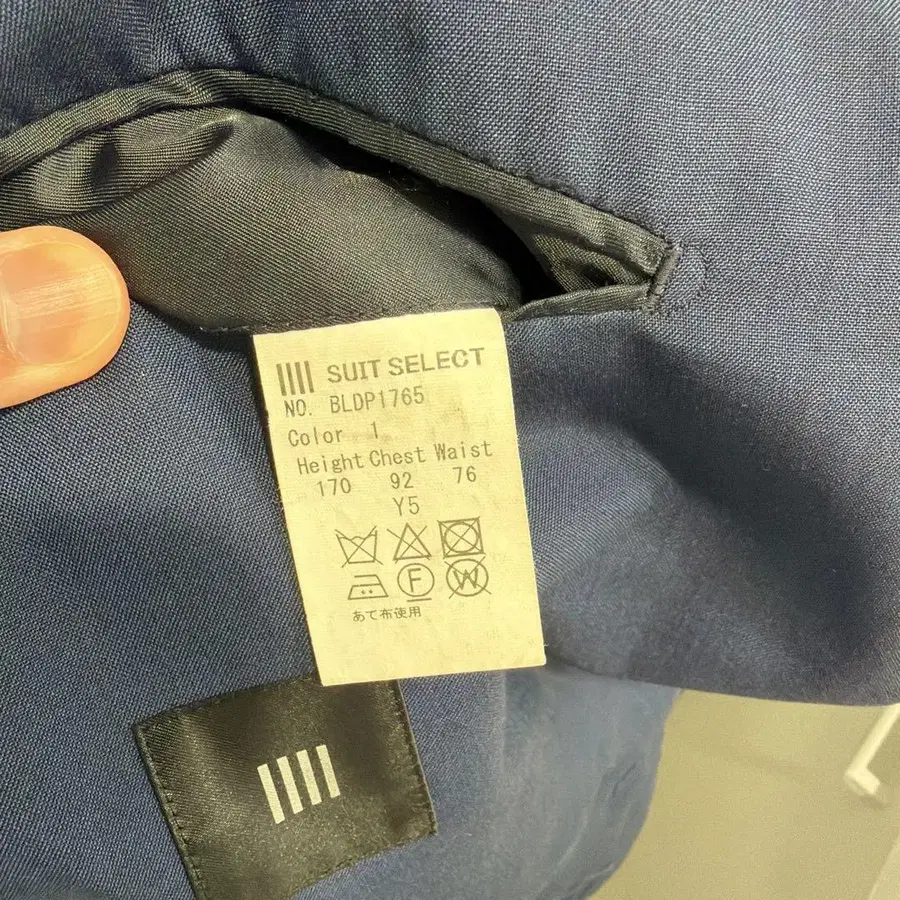 SUIT SELECT
NO. BLDP1765
Color 1
Height Chest Waist
170 92 76
Y5
F
W
あて布使用